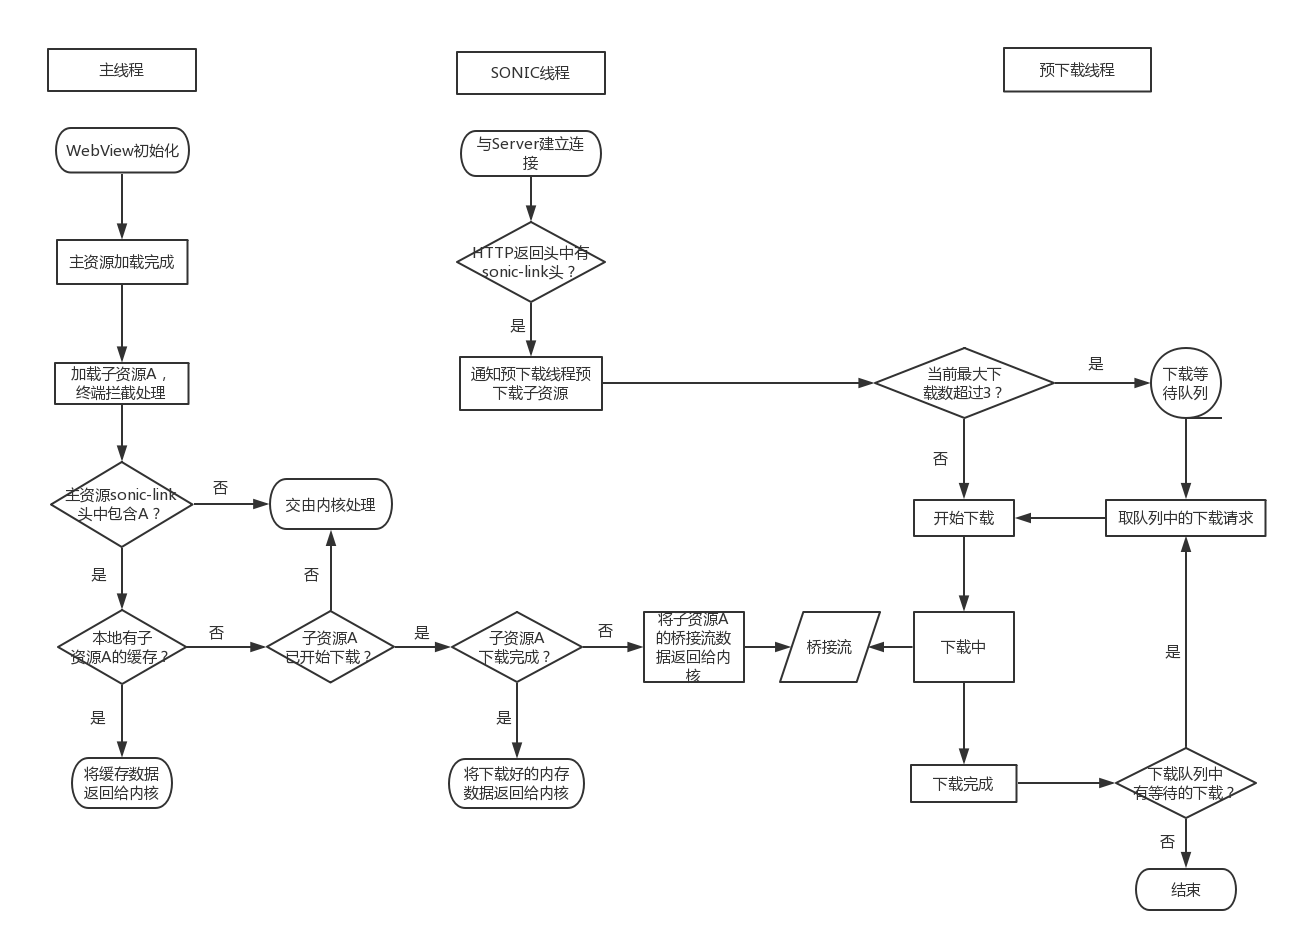 主线程
SONIC线程
预下载线程
WebView初始化
与Server建立连
接
主资源加载完成
HTTP返回头中有
sonic-link头？
是
加载子资源A，
终端拦截处理
通知预下载线程预
下载子资源
当前最大下
载数超过3？
是
下载等
待队列
否
主资源sonic-link
头中包含A？
否
交由内核处理
开始下载
取队列中的下载请求
是
否
本地有子
资源A的缓存？
否
子资源A
已开始下载？
是
子资源A
下载完成？
否
将子资源A
的桥接流数
据返回给内
核
桥接流
下载中
是
是
是
将缓存数据
返回给内核
将下载好的内存
数据返回给内核
下载完成
下载队列中
有等待的下载？
否
结束